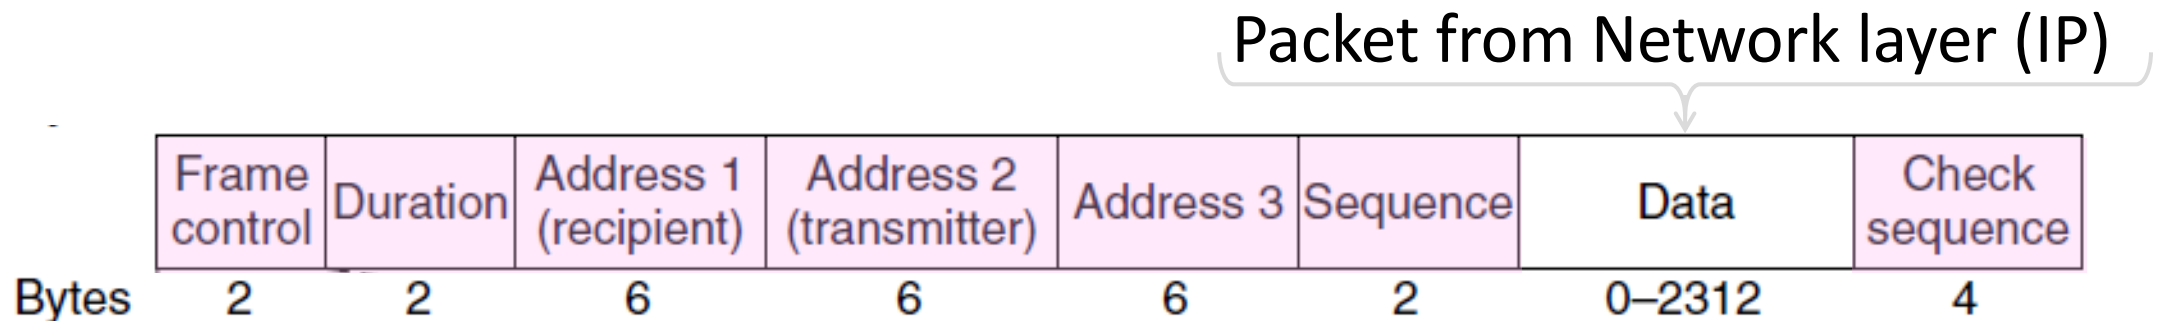 Packet from Network layer (IP)
Frame control Duration Address 1 (recipient) Address 2 (transmitter) Address 3 Sequence Data Check sequence
Bytes 2 2 6 6 6 2 0–2312 4